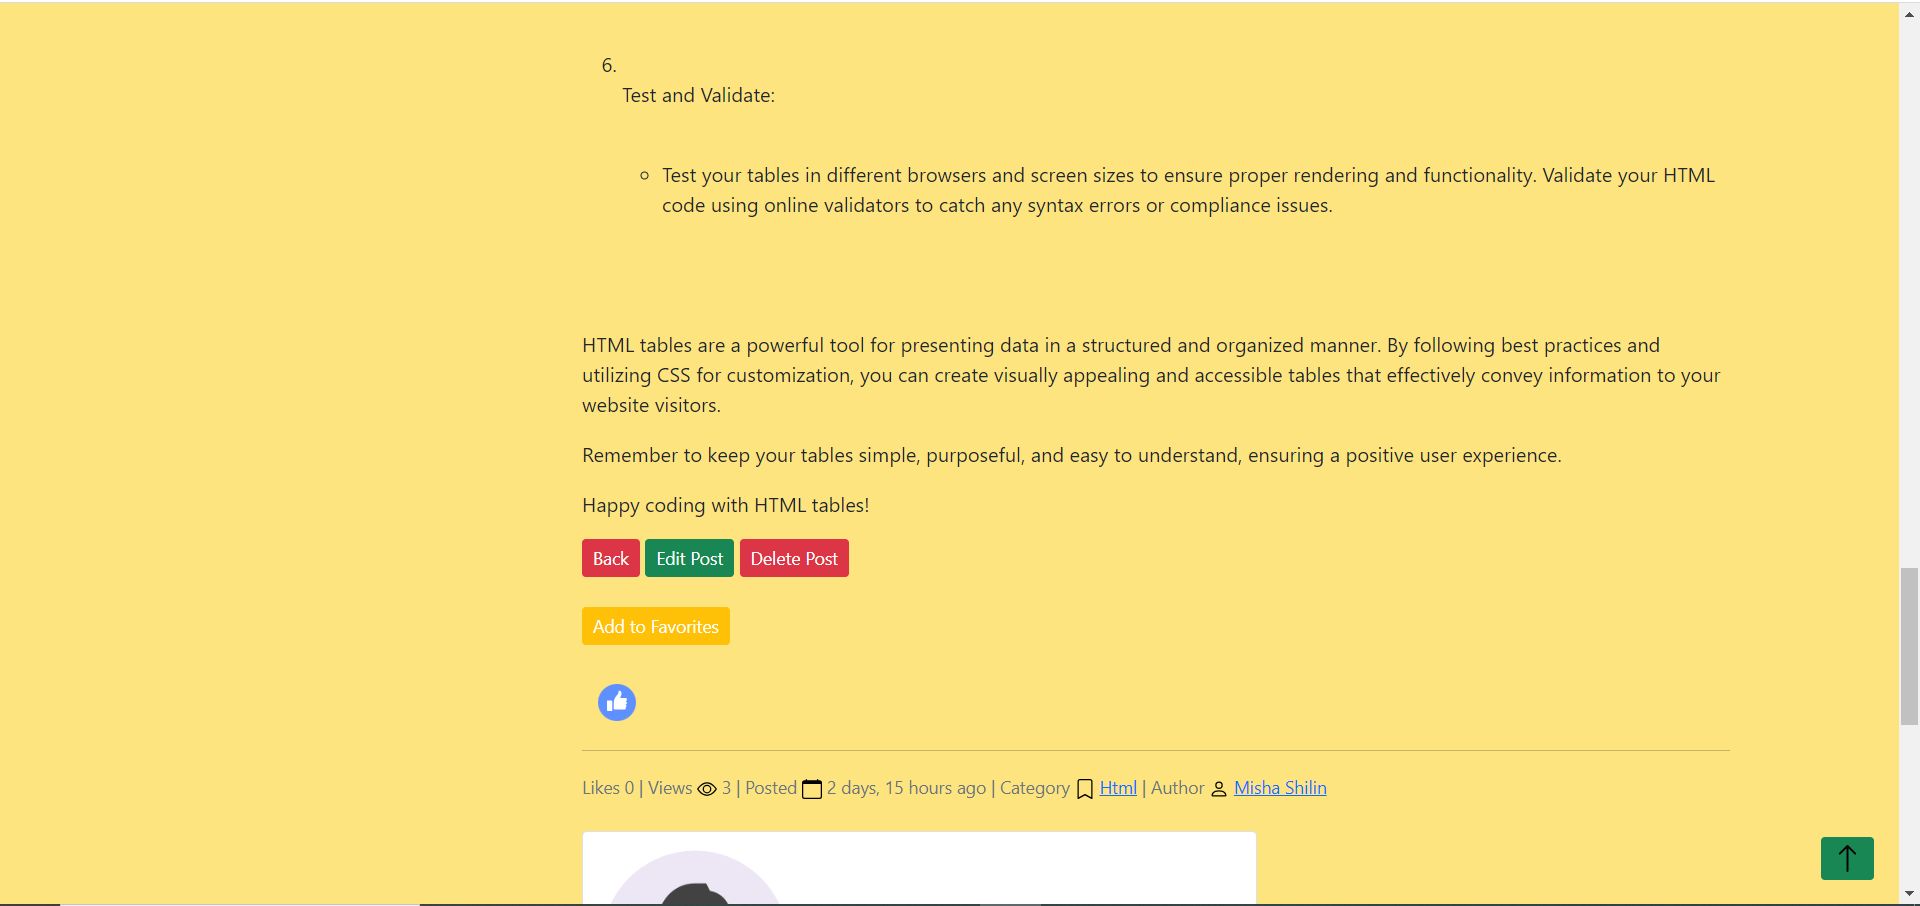 6.
Test and Validate:
Test your tables in different browsers and screen sizes to ensure proper rendering and functionality. Validate your HTML
code using online validators to catch any syntax errors or compliance issues.
HTML tables are a powerful tool for presenting data in a structured and organized manner. By following best practices and
utilizing CSS for customization, you can create visually appealing and accessible tables that effectively convey information to your
website visitors.
Remember to keep your tables simple, purposeful, and easy to understand, ensuring a positive user experience.
Happy coding with HTML tables!
Back Edit Post Delete Post
Add to Favorites
Likes 0 | Views 3 | Posted 2 days, 15 hours ago | Category Html | Author Misha Shilin